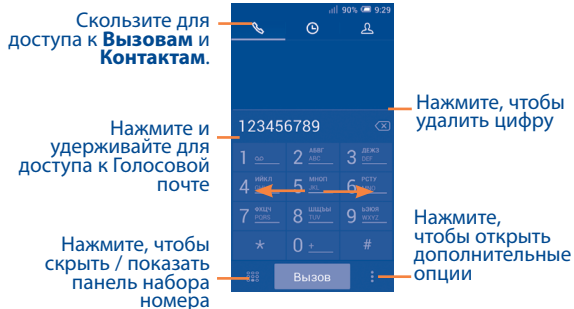 Скользите для
доступа к Вызовам и
Контактам.
Нажмите и
удерживайте для
доступа к Голосовой
почте
Нажмите, чтобы
скрыть / показать
панель набора
номера
90% 9:29
123456789
1
2 АБВГ ABC
3 ДЕЖЗ DEF
4 ИЙКЛ
5 МНОП JKL
6 РСТУ MNO
7 ФХЦЧ PQRS
8 ШЩЪЫ TUV
9 ЬЭЮЯ WXYZ
* 0 + #
Вызов
Нажмите, чтобы
удалить цифру
Нажмите,
чтобы открыть
дополнительные
опции